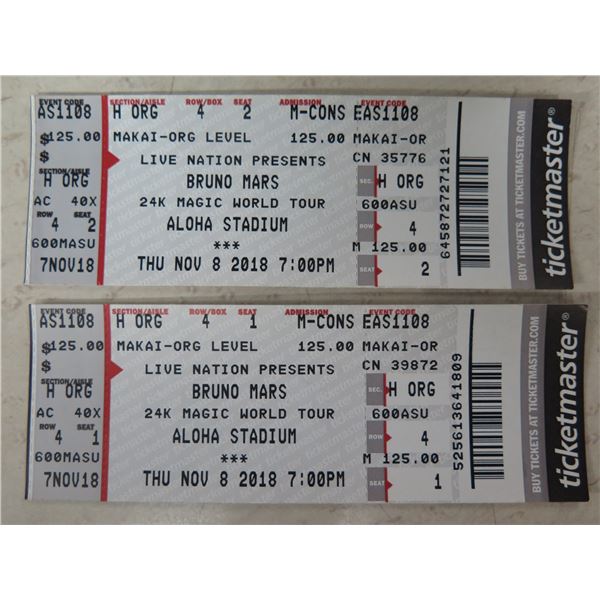 EVENT CODE SECTION/AISLE ROW/BOX SEAT ADMISSION EVENT CODE
AS1108 H ORG 4 2 M-CONS EAS1108
$125.00 MAKAI-ORG LEVEL 125.00 MAKAI-OR
$ LIVE NATION PRESENTS CN 35776
SECTION/AISLE
H ORG BRUNO MARS SEC. H ORG
AC 40X 24K MAGIC WORLD TOUR 600ASU
ROW SEAT
4 2 ALOHA STADIUM ROW 4
600MASU *** M 125.00
7NOV18 THU NOV 8 2018 7:00PM SEAT 2
645872727121
BUY TICKETS AT TICKETMASTER.COM
ticketmaster®
EVENT CODE SECTION/AISLE ROW/BOX SEAT ADMISSION EVENT CODE
AS1108 H ORG 4 1 M-CONS EAS1108
$125.00 MAKAI-ORG LEVEL 125.00 MAKAI-OR
$ LIVE NATION PRESENTS CN 39872
SECTION/AISLE
H ORG BRUNO MARS SEC. H ORG
AC 40X 24K MAGIC WORLD TOUR 600ASU
ROW SEAT
4 1 ALOHA STADIUM ROW 4
600MASU *** M 125.00
7NOV18 THU NOV 8 2018 7:00PM SEAT 1
525613641809
BUY TICKETS AT TICKETMASTER.COM
ticketmaster®